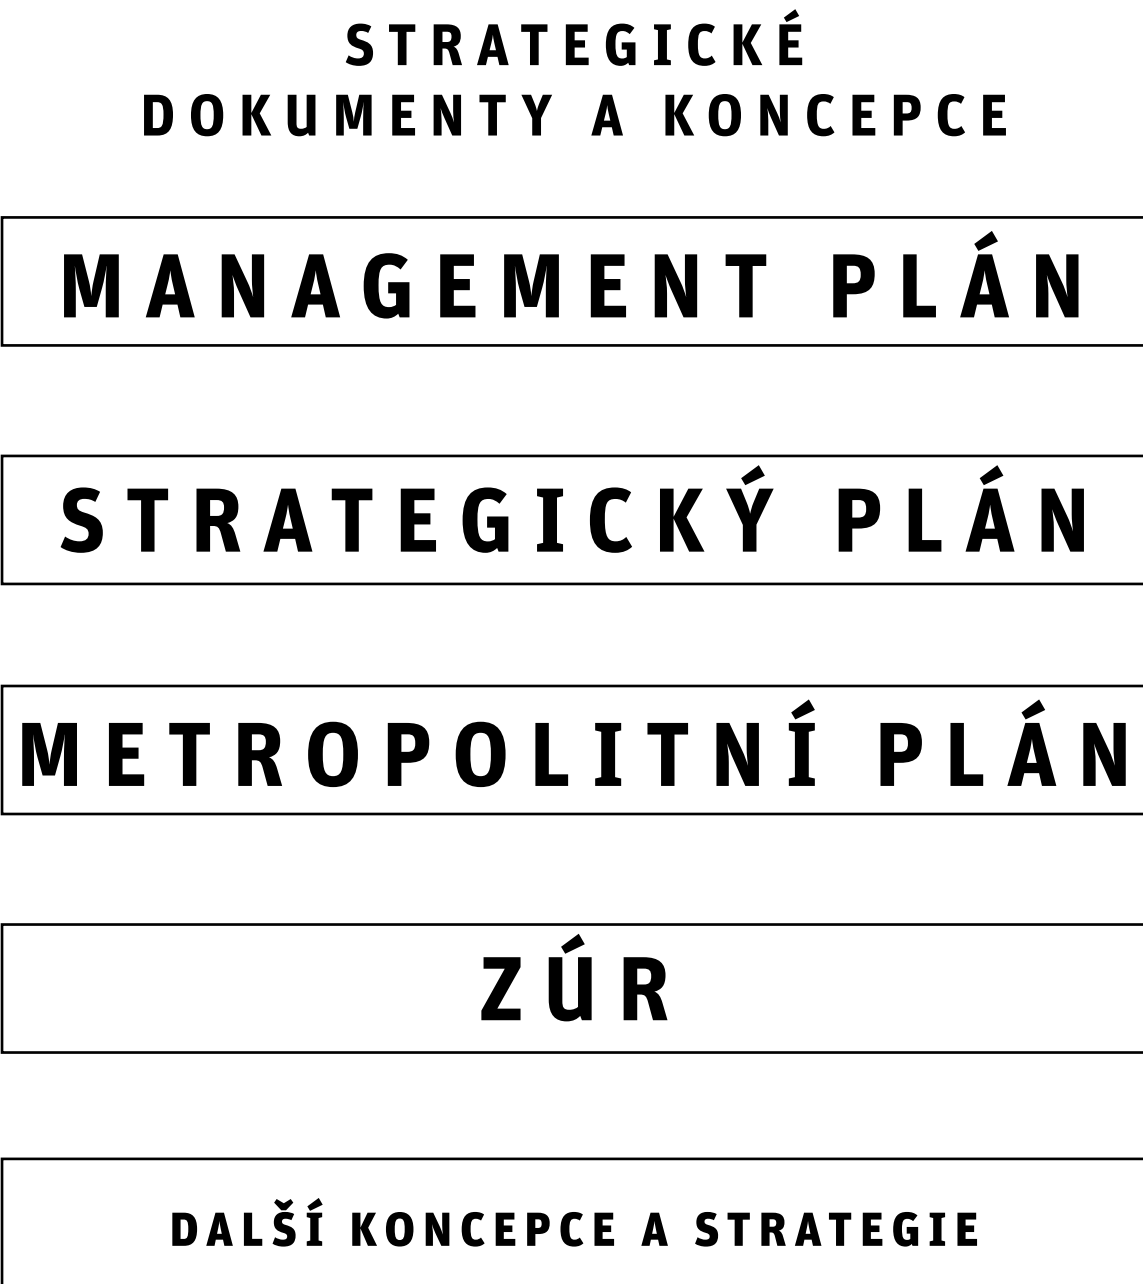 STRATEGICKÉ
DOKUMENTY A KONCEPCE
MANAGEMENT PLÁN
STRATEGICKÝ PLÁN
METROPOLITNÍ PLÁN
ZÚR
DALŠÍ KONCEPCE A STRATEGIE